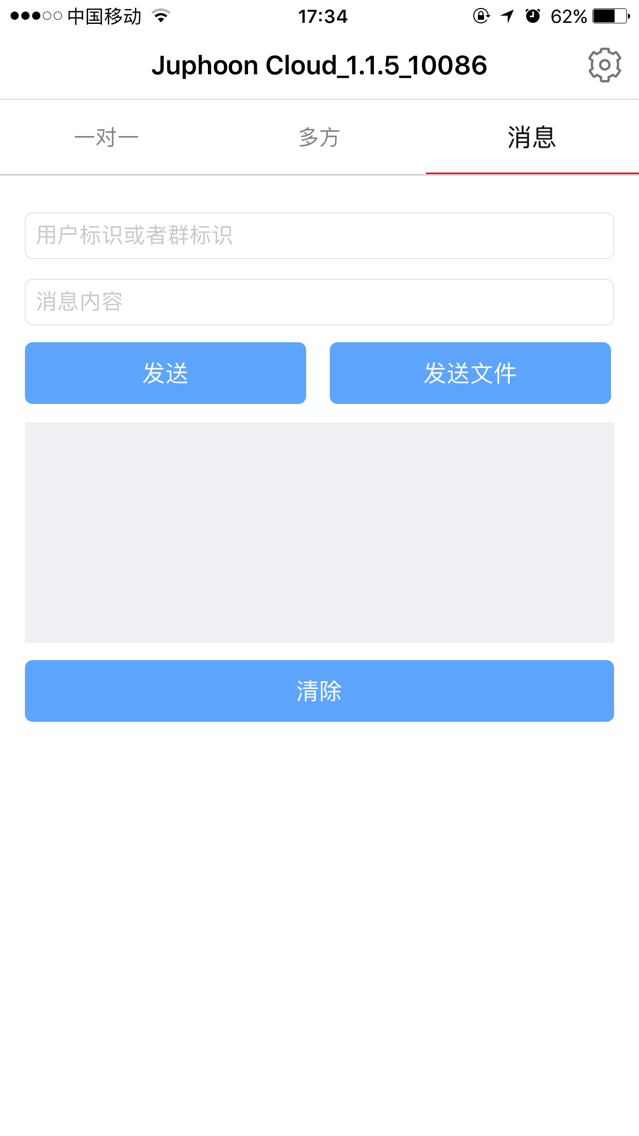 中国移动 17:34 62%
Juphoon Cloud_1.1.5_10086
一对一 多方 消息
用户标识或者群标识
消息内容
发送 发送文件
清除